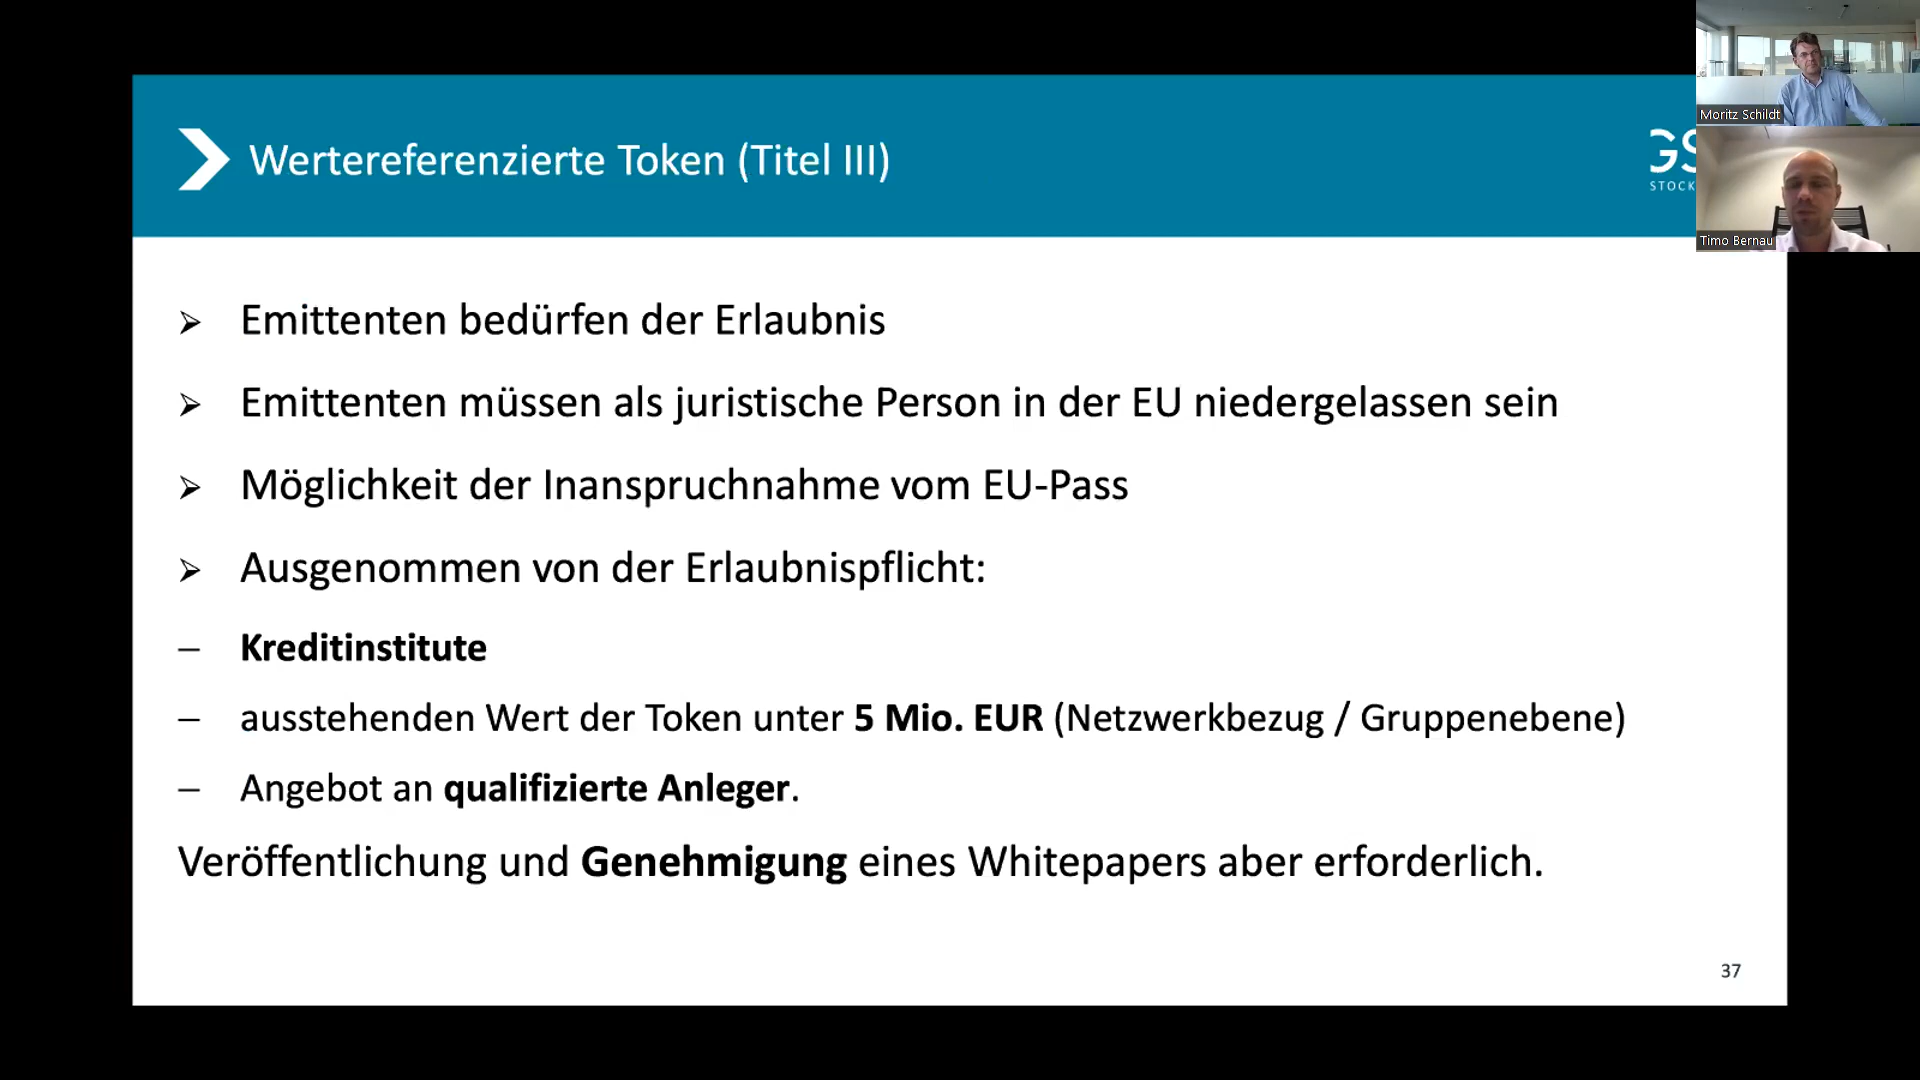 Wertereferenzierte Token (Titel III)
STOCK
Moritz Schildt
Timo Bernau
Emittenten bedürfen der Erlaubnis
Emittenten müssen als juristische Person in der EU niedergelassen sein
Möglichkeit der Inanspruchnahme vom EU-Pass
Ausgenommen von der Erlaubnispflicht:
– Kreditinstitute
– ausstehenden Wert der Token unter 5 Mio. EUR (Netzwerkbezug / Gruppenebene)
– Angebot an qualifizierte Anleger.
Veröffentlichung und Genehmigung eines Whitepapers aber erforderlich.
37